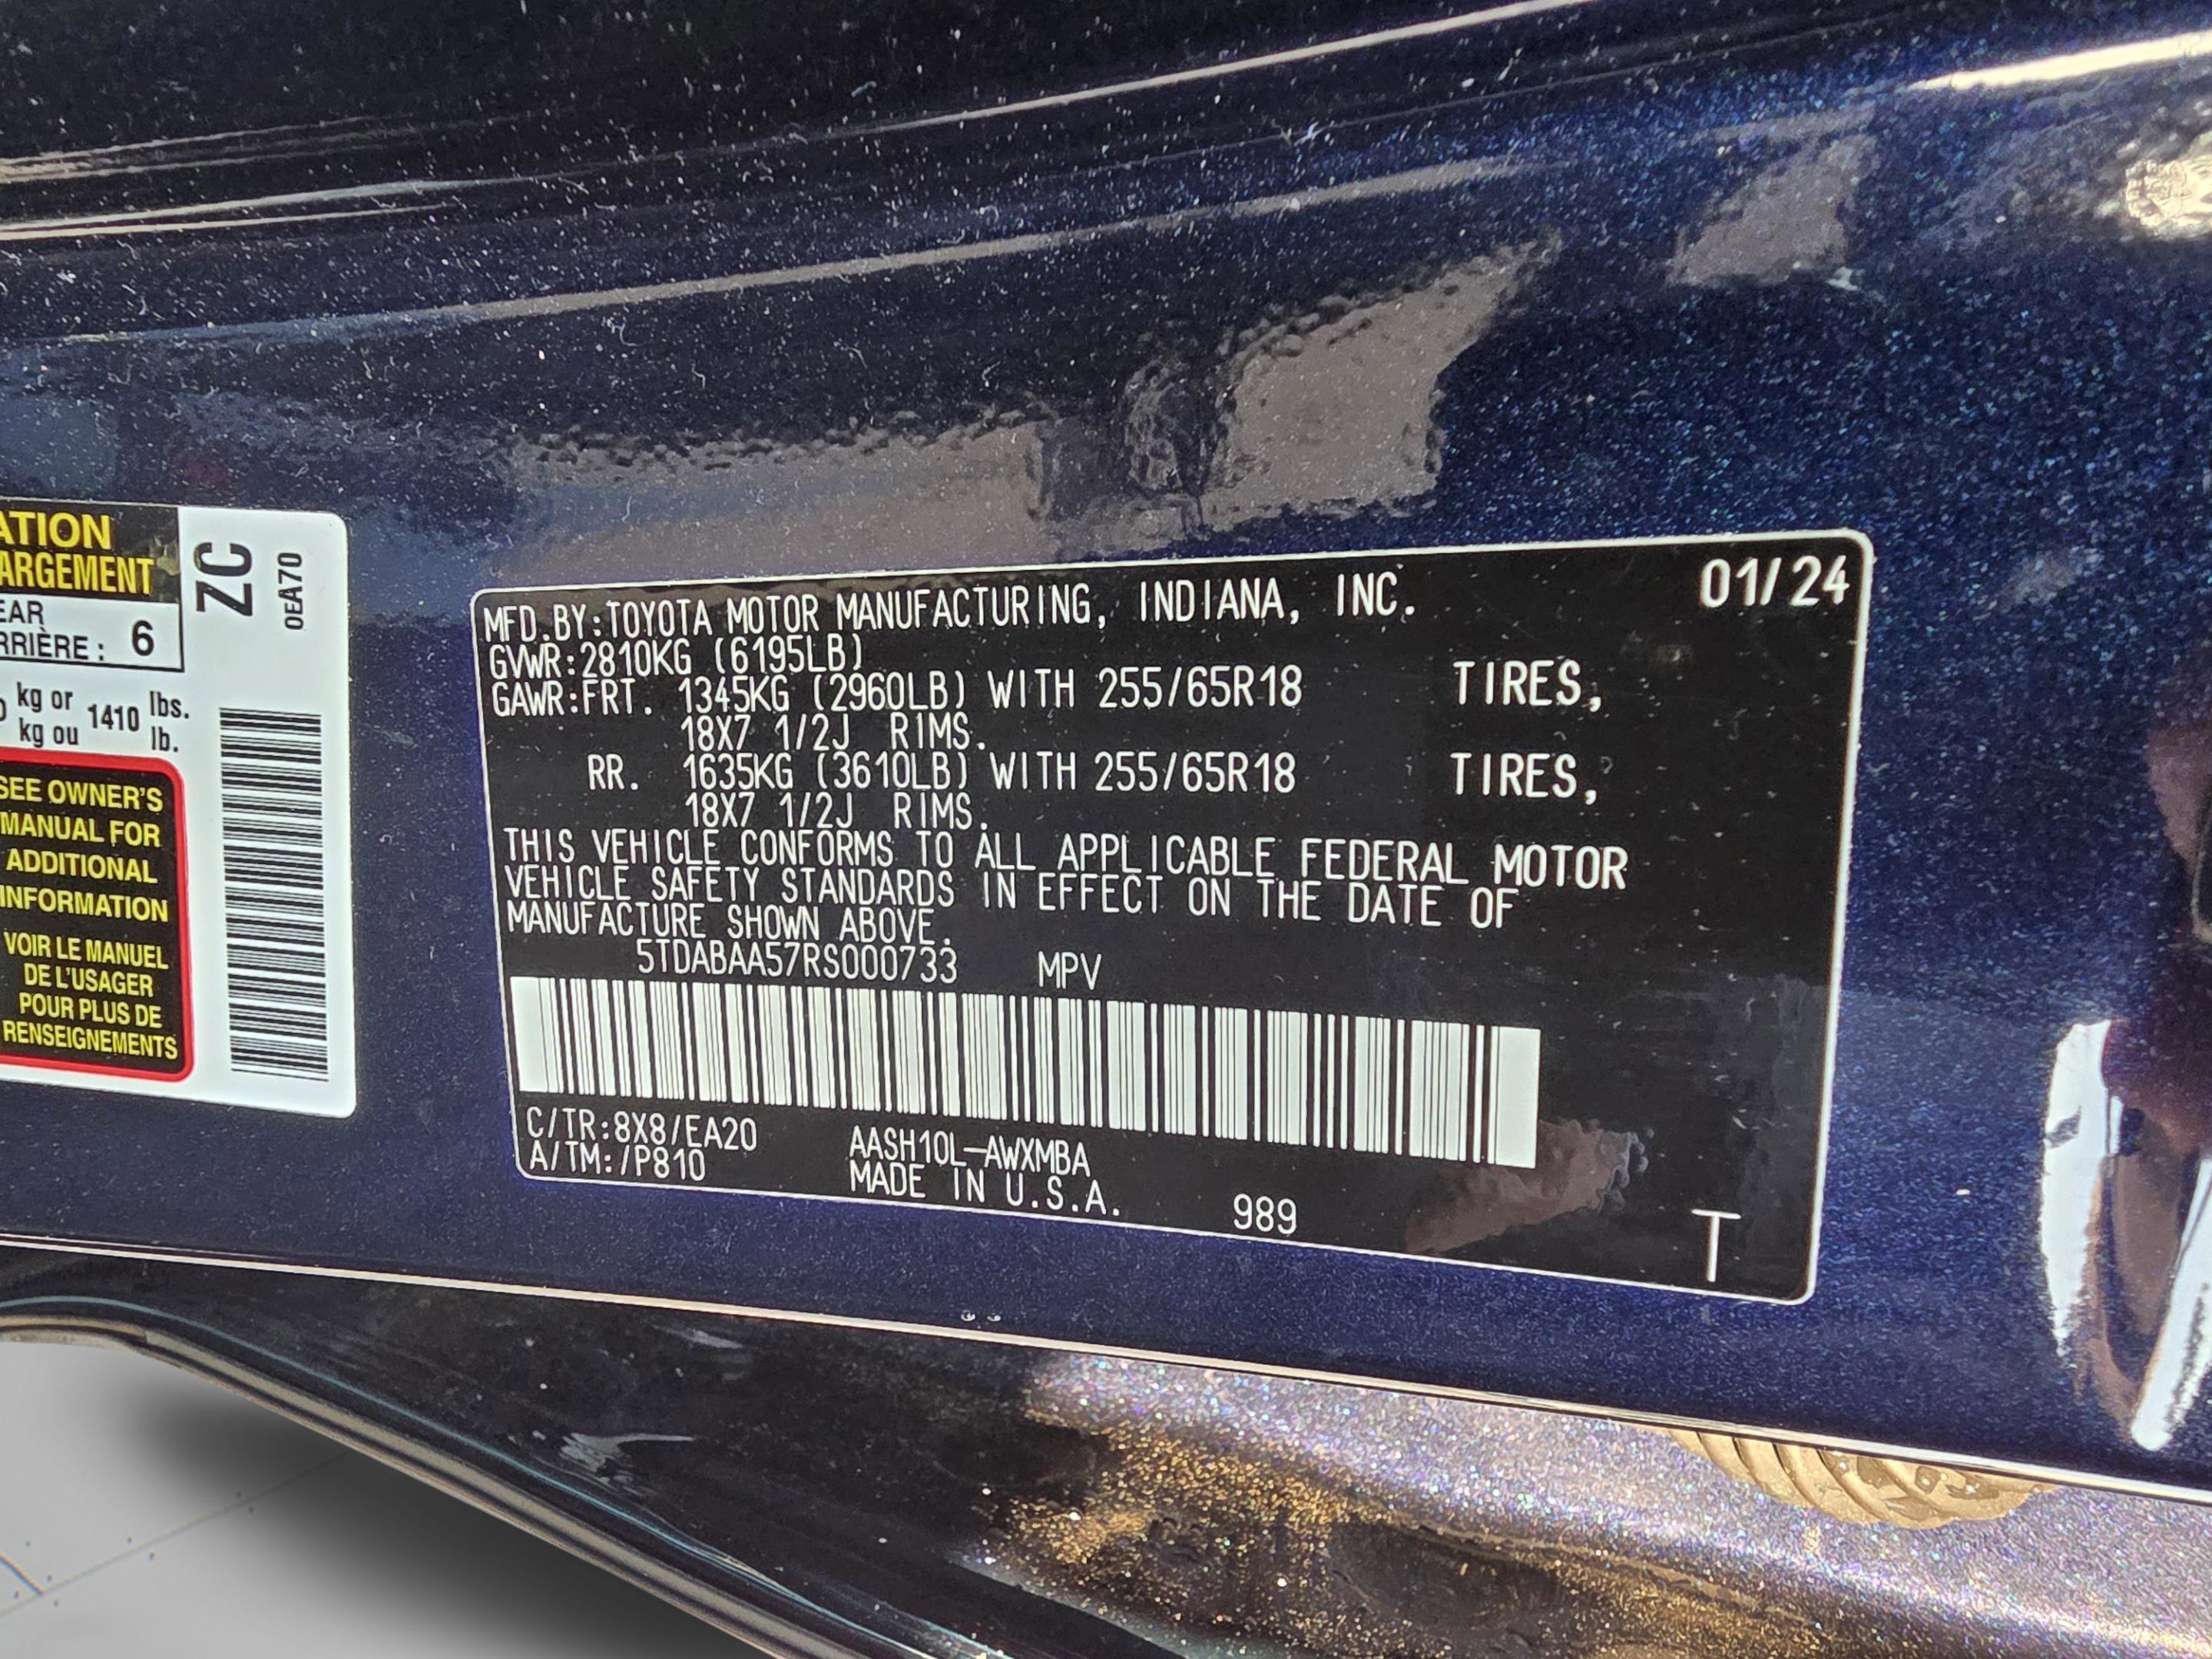 ATION
ARGEMENT
EAR
RRIÈRE : 6
kg or 1410 lbs.
kg ou lb.
SEE OWNER'S
MANUAL FOR
ADDITIONAL
INFORMATION
VOIR LE MANUEL
DE L'USAGER
POUR PLUS DE
RENSEIGNEMENTS
ZC
0EA70
MFD.BY:TOYOTA MOTOR MANUFACTURING, INDIANA, INC. 01/24
GVWR:2810KG (6195LB)
GAWR:FRT. 1345KG (2960LB) WITH 255/65R18 TIRES,
18X7 1/2J RIMS.
RR. 1635KG (3610LB) WITH 255/65R18 TIRES,
18X7 1/2J RIMS.
THIS VEHICLE CONFORMS TO ALL APPLICABLE FEDERAL MOTOR
VEHICLE SAFETY STANDARDS IN EFFECT ON THE DATE OF
MANUFACTURE SHOWN ABOVE.
5TDABAA57RS000733 MPV
C/TR:8X8/EA20 AASH10L-AWXMBA
A/TM:/P810 MADE IN U.S.A. 989
T